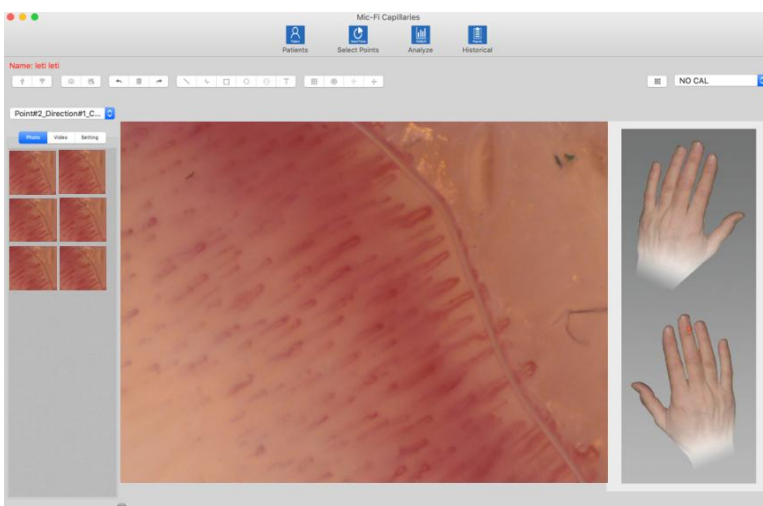 Mic-Fi Capillaries
Patients Select Points Analyze Historical
Name: leti leti
T
NO CAL
Point#2_Direction#1_C...
Photo Video Setting